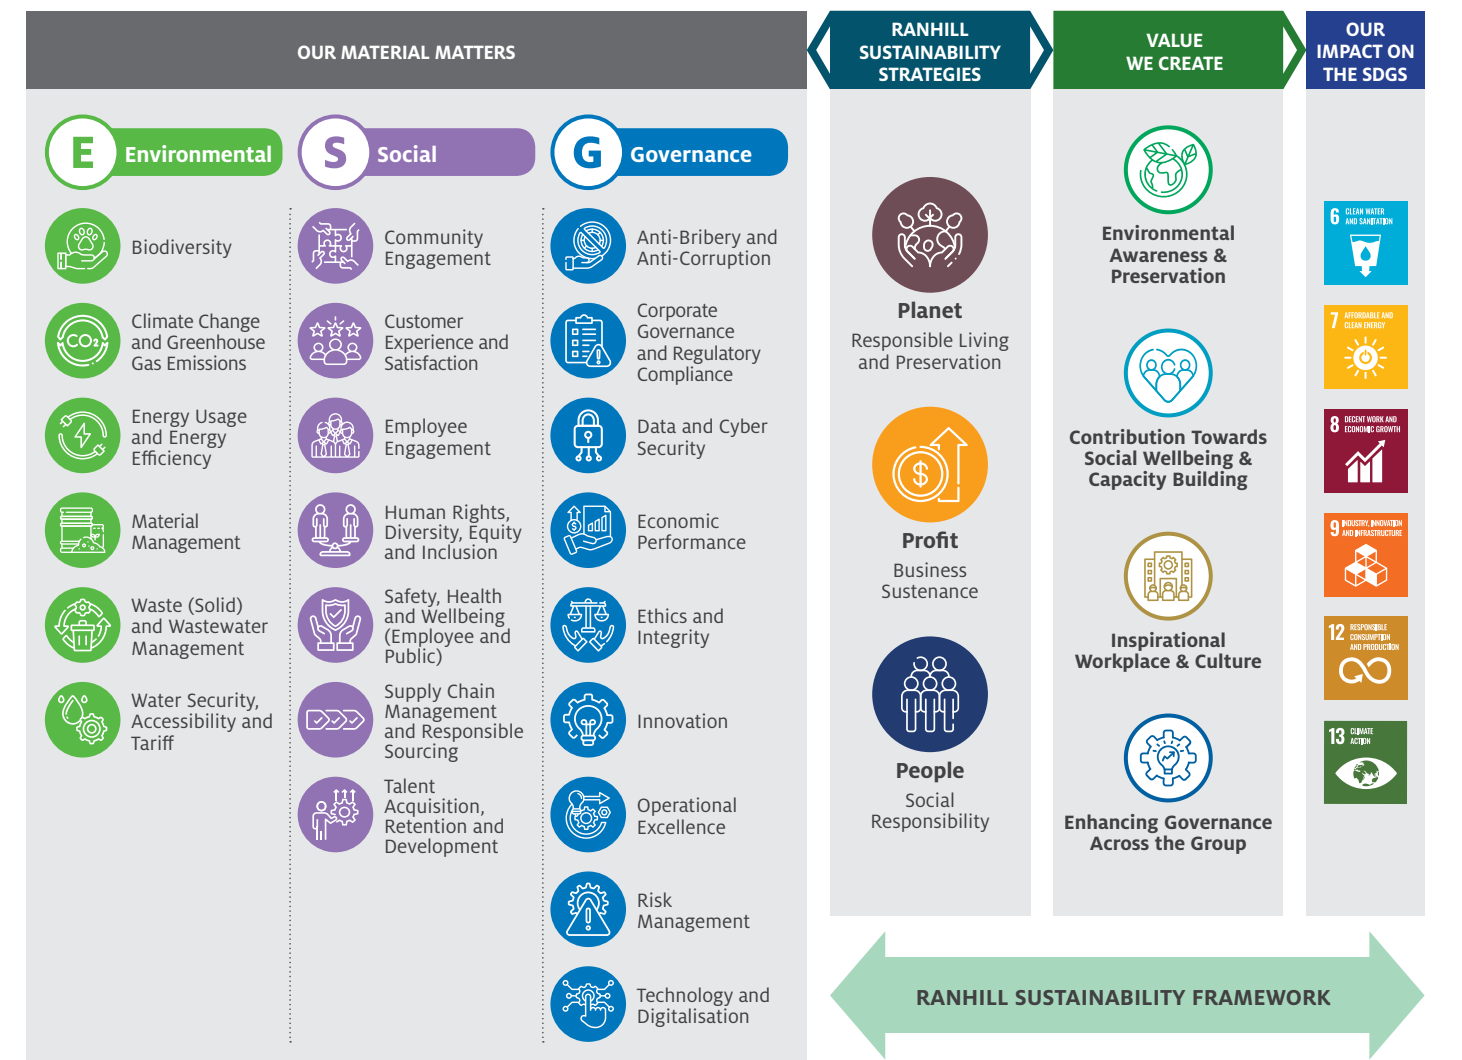 OUR MATERIAL MATTERS
RANHILL
SUSTAINABILITY
STRATEGIES
VALUE
WE CREATE
OUR
IMPACT ON
THE SDGS
E
Environmental
Biodiversity
CO2
Climate Change
and Greenhouse
Gas Emissions
Energy Usage
and Energy
Efficiency
Material
Management
Waste (Solid)
and Wastewater
Management
Water Security,
Accessibility and
Tariff
S
Social
Community
Engagement
Customer
Experience and
Satisfaction
Employee
Engagement
Human Rights,
Diversity, Equity
and Inclusion
Safety, Health
and Wellbeing
(Employee and
Public)
Supply Chain
Management
and Responsible
Sourcing
Talent
Acquisition,
Retention and
Development
G
Governance
Anti-Bribery and
Anti-Corruption
Corporate
Governance
and Regulatory
Compliance
Data and Cyber
Security
Economic
Performance
Ethics and
Integrity
Innovation
Operational
Excellence
Risk
Management
Technology and
Digitalisation
Planet
Responsible Living
and Preservation
$
Profit
Business
Sustenance
People
Social
Responsibility
Environmental
Awareness &
Preservation
Contribution Towards
Social Wellbeing &
Capacity Building
Inspirational
Workplace & Culture
Enhancing Governance
Across the Group
6 CLEAN WATER
AND SANITATION
7 AFFORDABLE AND
CLEAN ENERGY
8 DECENT WORK AND
ECONOMIC GROWTH
9 INDUSTRY, INNOVATION
AND INFRASTRUCTURE
12 RESPONSIBLE
CONSUMPTION
AND PRODUCTION
13 CLIMATE
ACTION
RANHILL SUSTAINABILITY FRAMEWORK